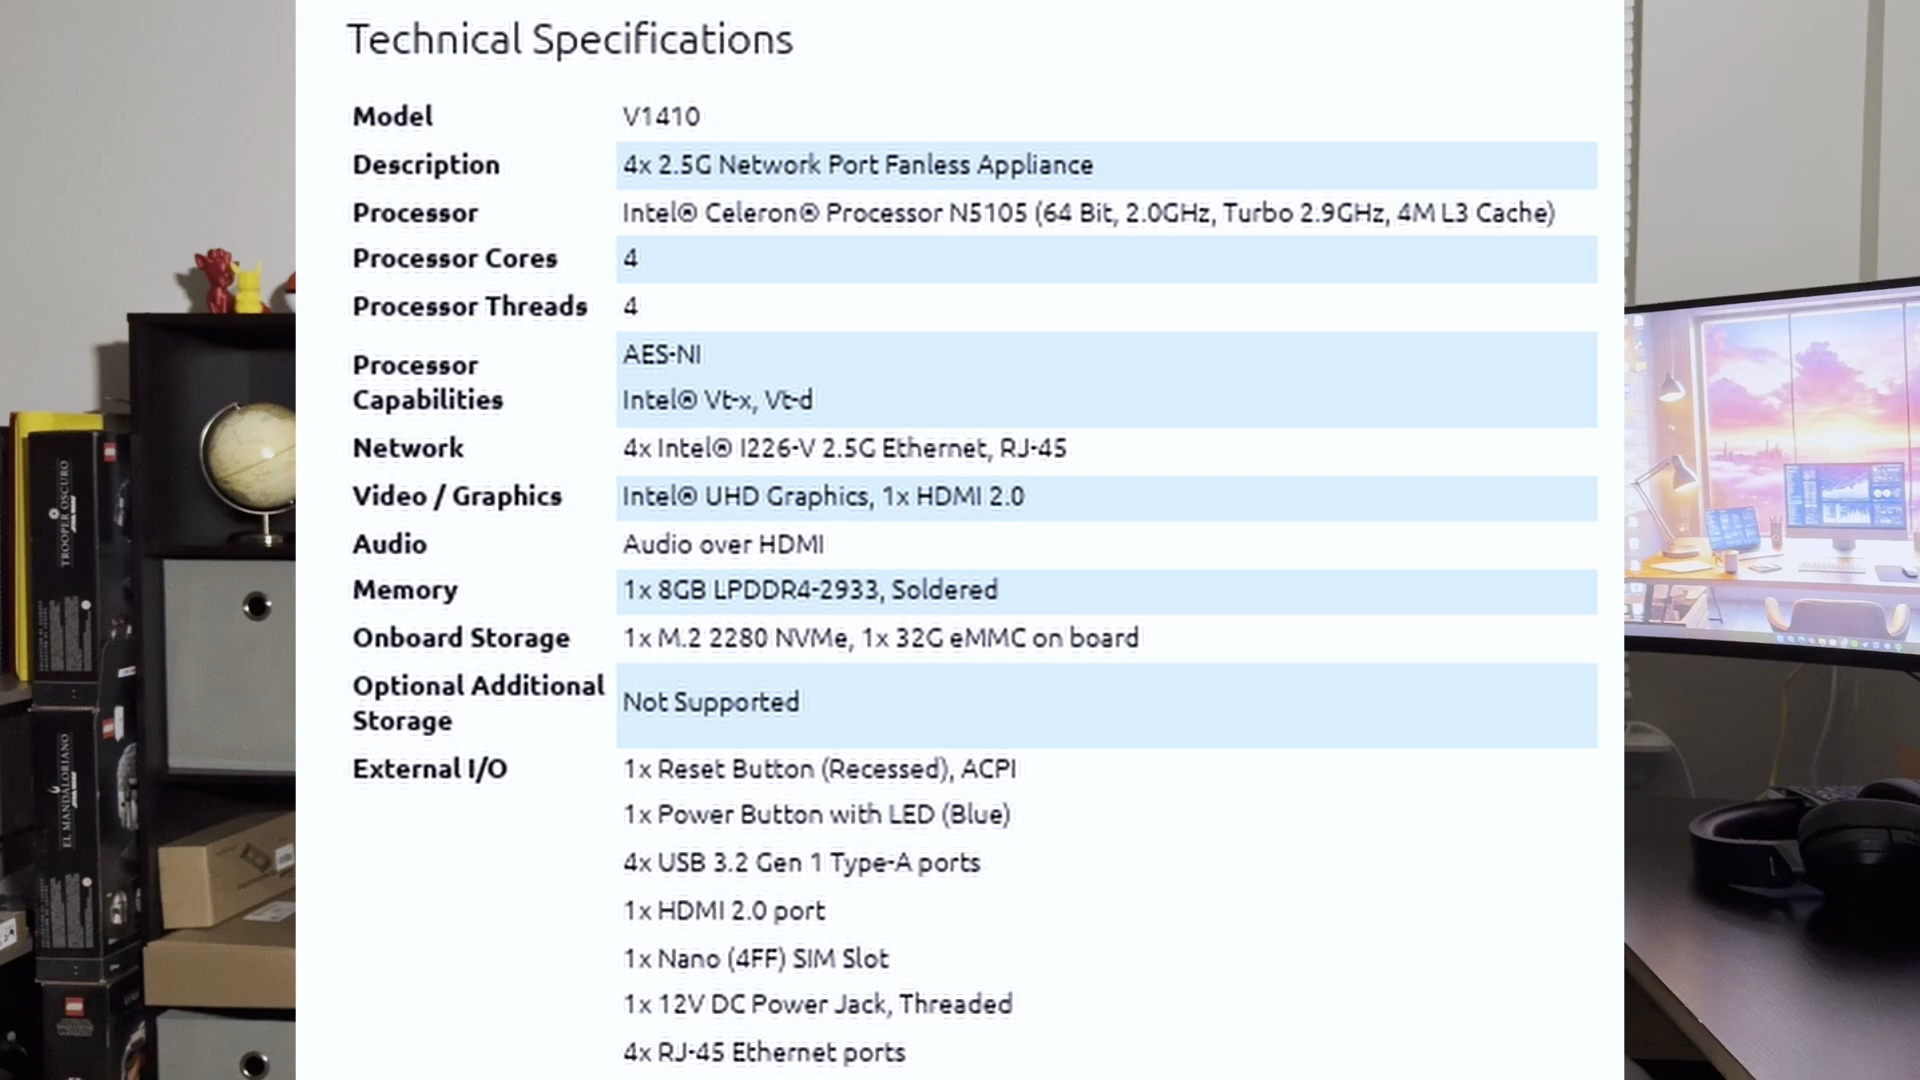 Technical Specifications
Model V1410
Description 4x 2.5G Network Port Fanless Appliance
Processor Intel® Celeron® Processor N5105 (64 Bit, 2.0GHz, Turbo 2.9GHz, 4M L3 Cache)
Processor Cores 4
Processor Threads 4
Processor
Capabilities
AES-NI
Intel® Vt-x, Vt-d
Network 4x Intel® I226-V 2.5G Ethernet, RJ-45
Video / Graphics Intel® UHD Graphics, 1x HDMI 2.0
Audio Audio over HDMI
Memory 1x 8GB LPDDR4-2933, Soldered
Onboard Storage 1x M.2 2280 NVMe, 1x 32G eMMC on board
Optional Additional
Storage
Not Supported
External I/O 1x Reset Button (Recessed), ACPI
1x Power Button with LED (Blue)
4x USB 3.2 Gen 1 Type-A ports
1x HDMI 2.0 port
1x Nano (4FF) SIM Slot
1x 12V DC Power Jack, Threaded
4x RJ-45 Ethernet ports
TROOPER OSCURO
EL MANDALORIANO
LEGO